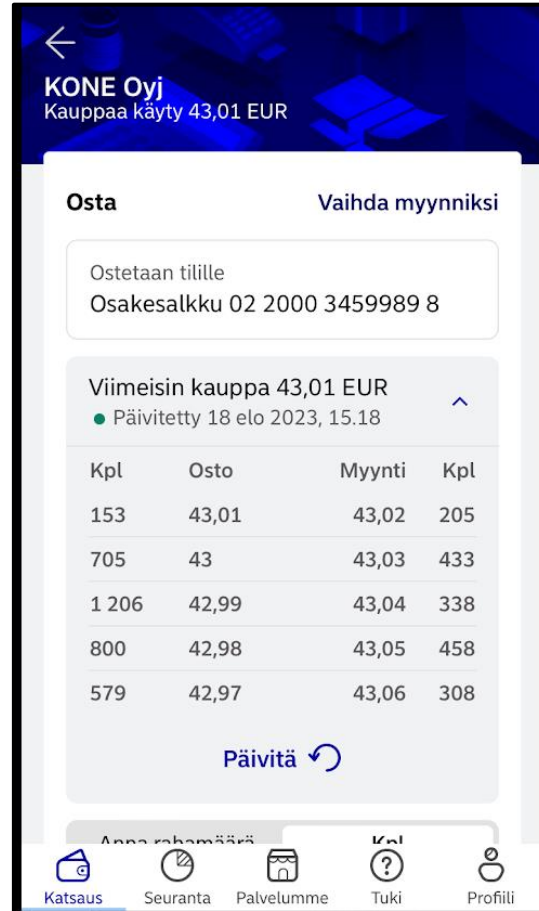 KONE Oyj
Kauppaa käyty 43,01 EUR
Osta Vaihda myynniksi
Ostetaan tilille
Osakesalkku 02 2000 3459989 8
Viimeisin kauppa 43,01 EUR
Päivitetty 18 elo 2023, 15.18
Kpl Osto Myynti Kpl
153 43,01 43,02 205
705 43 43,03 433
1 206 42,99 43,04 338
800 42,98 43,05 458
579 42,97 43,06 308
Päivitä
Anna rahamäärä Kpl
Katsaus Seuranta Palvelumme Tuki Profiili